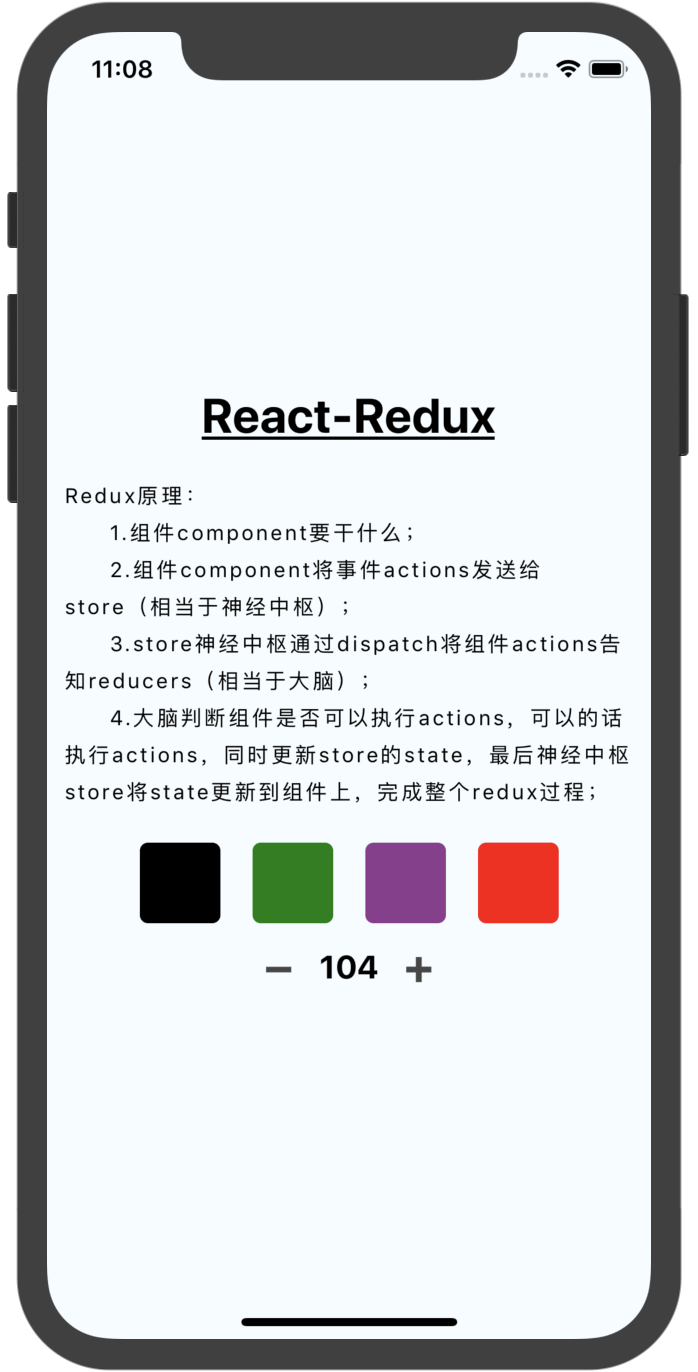 11:08
React-Redux
Redux原理：
1.组件component要干什么；
2.组件component将事件actions发送给
store（相当于神经中枢）；
3.store神经中枢通过dispatch将组件actions告
知reducers（相当于大脑）；
4.大脑判断组件是否可以执行actions，可以的话
执行actions，同时更新store的state，最后神经中枢
store将state更新到组件上，完成整个redux过程；
− 104 +